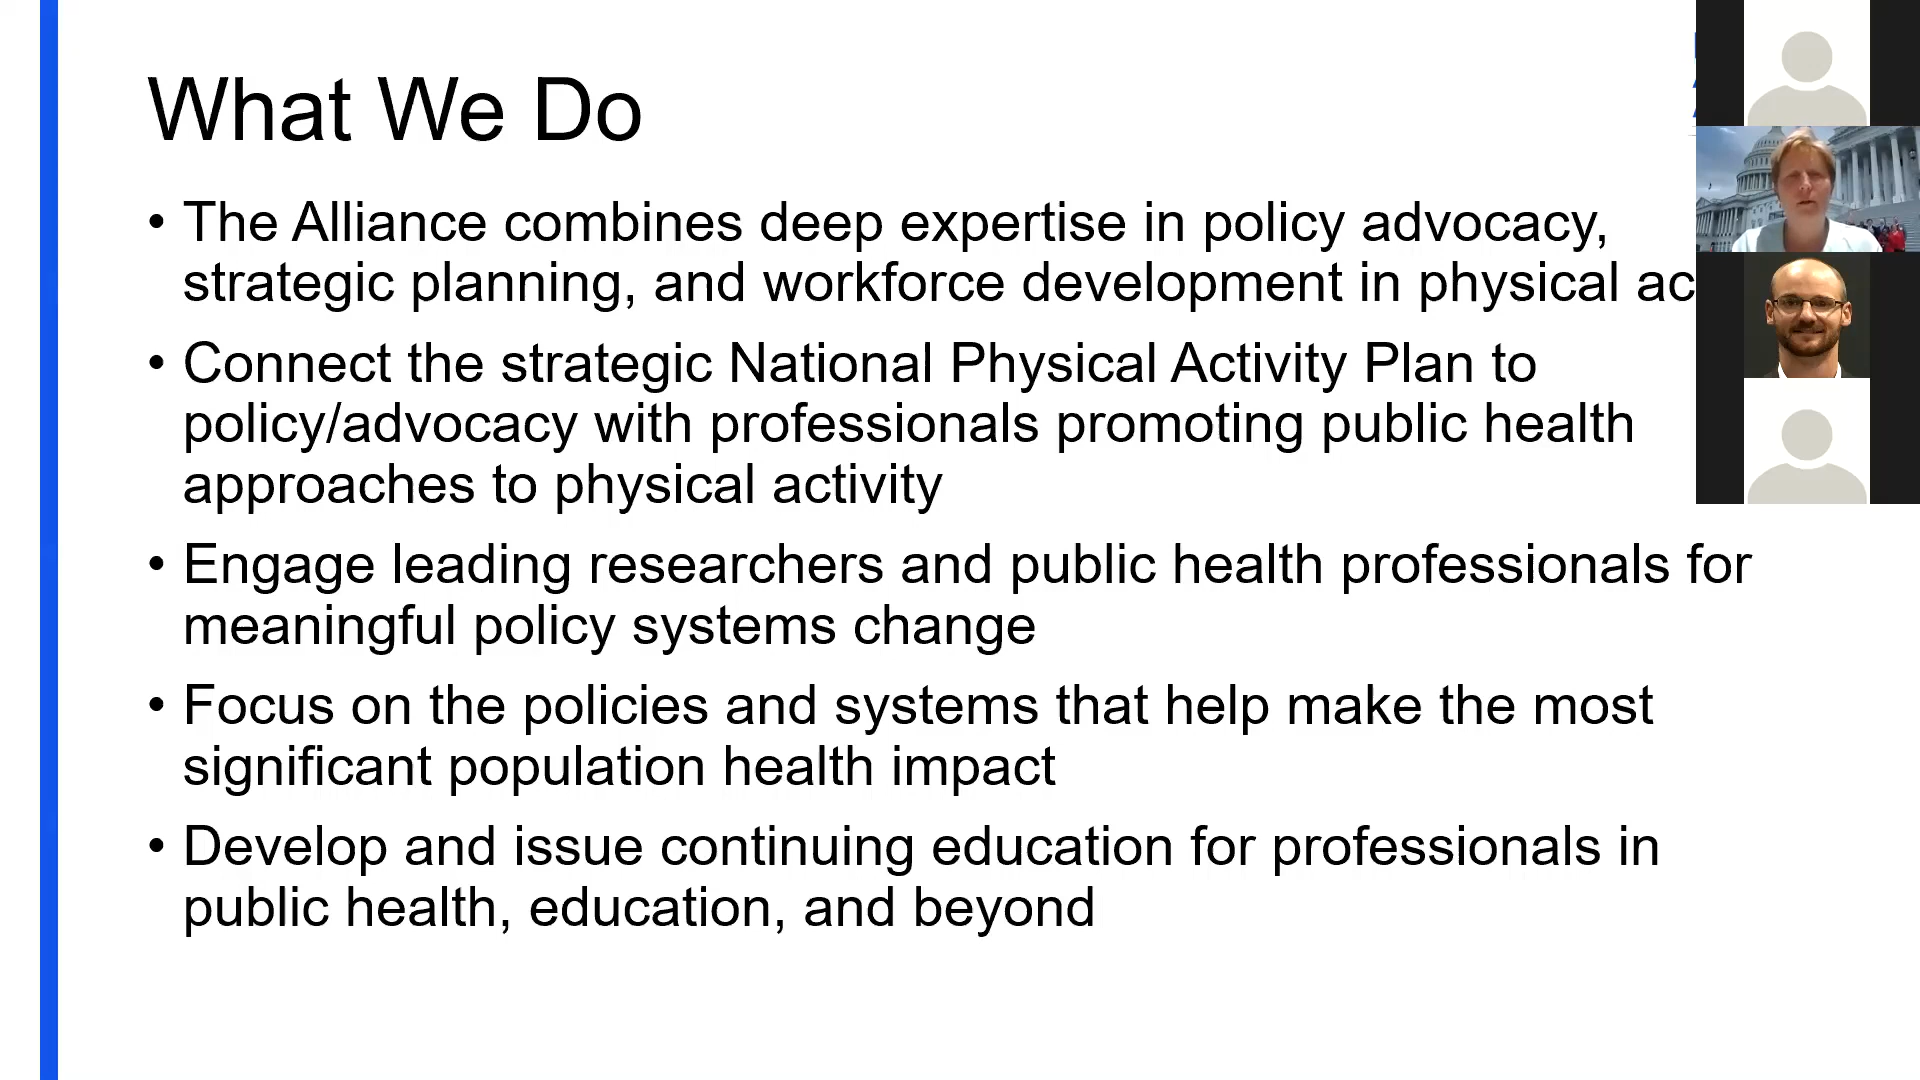 What We Do
• The Alliance combines deep expertise in policy advocacy,
strategic planning, and workforce development in physical ac
• Connect the strategic National Physical Activity Plan to
policy/advocacy with professionals promoting public health
approaches to physical activity
• Engage leading researchers and public health professionals for
meaningful policy systems change
• Focus on the policies and systems that help make the most
significant population health impact
• Develop and issue continuing education for professionals in
public health, education, and beyond